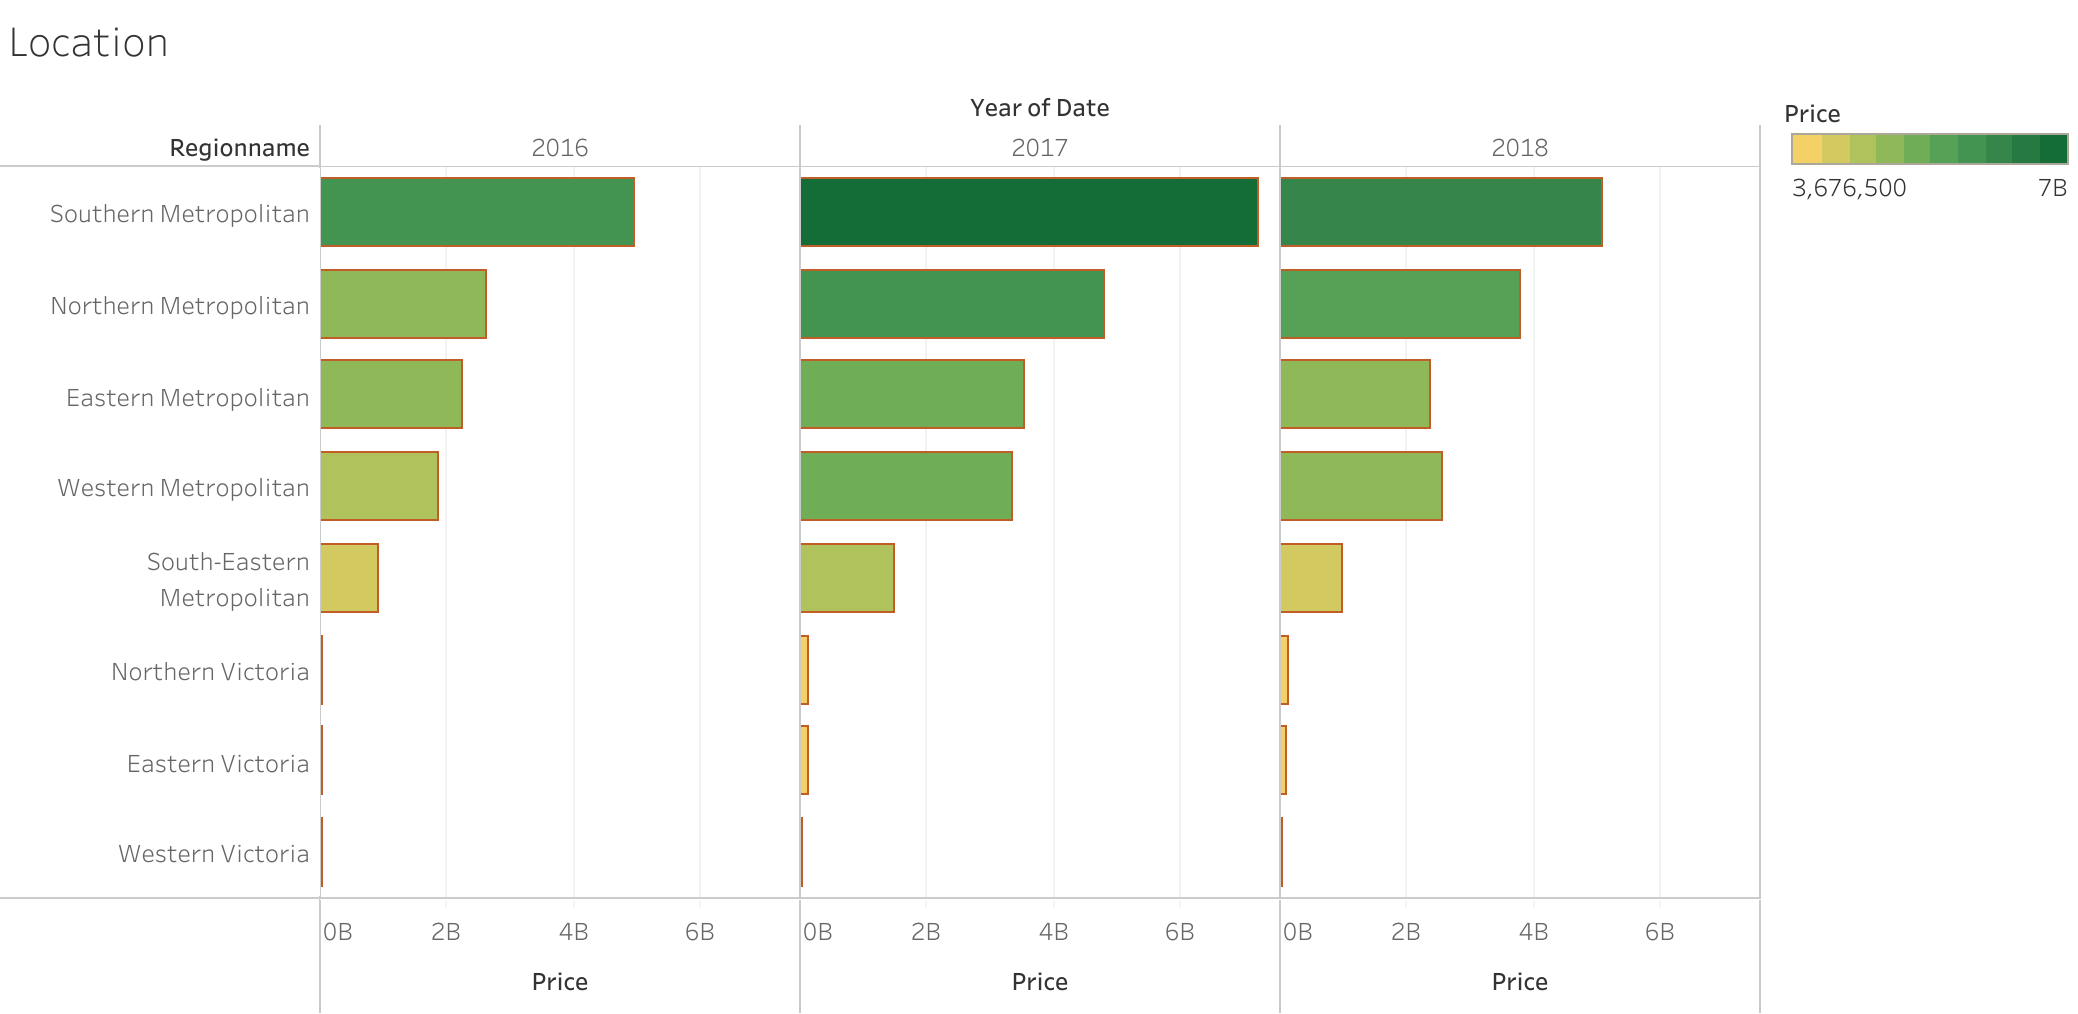 Location
Year of Date
Regionname
2016
2017
2018
Southern Metropolitan
Northern Metropolitan
Eastern Metropolitan
Western Metropolitan
South-Eastern
Metropolitan
Northern Victoria
Eastern Victoria
Western Victoria
0B 2B 4B 6B
0B 2B 4B 6B
0B 2B 4B 6B
Price
Price
Price
Price
3,676,500 7B